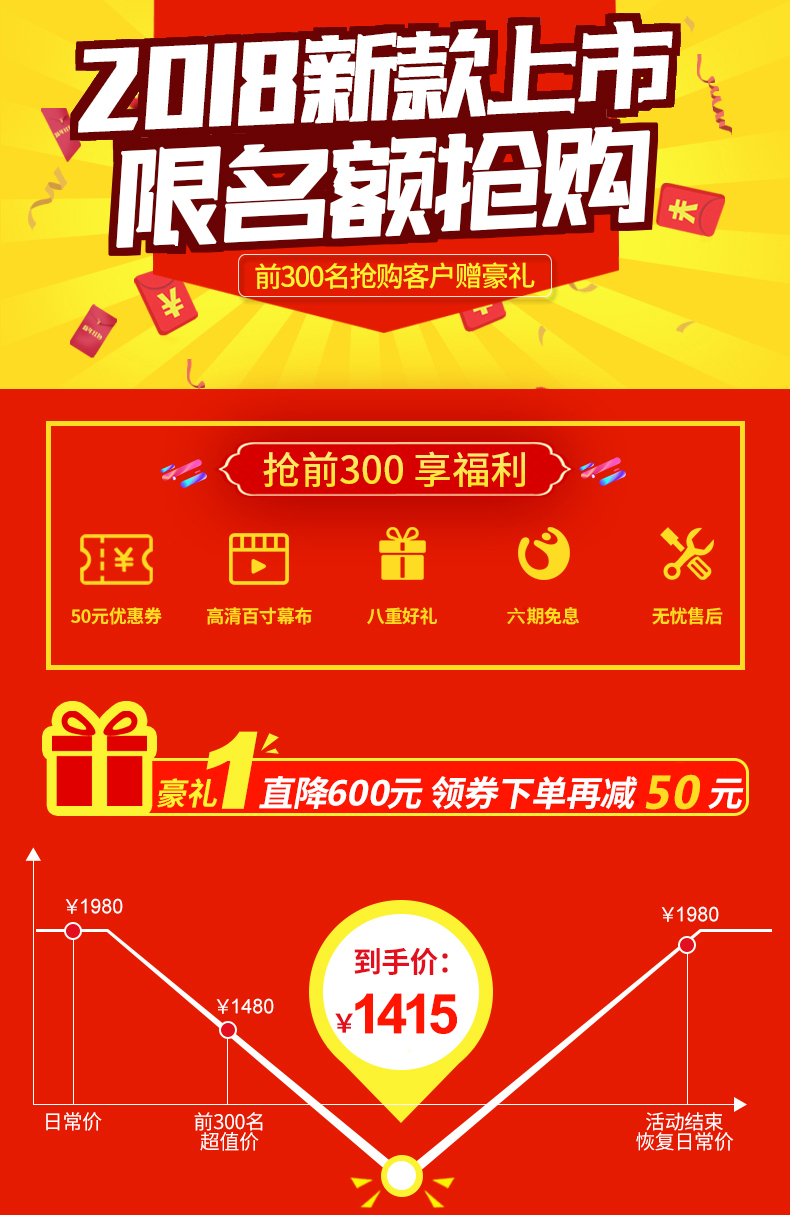 2018新款上市
限名额抢购
前300名抢购客户赠豪礼
抢前300 享福利
¥
50元优惠券
高清百寸幕布
八重好礼
六期免息
无忧售后
豪礼1 直降600元 领券下单再减 50 元
¥1980
¥1980
到手价:
¥1415
¥1480
日常价
前300名
超值价
活动结束
恢复日常价